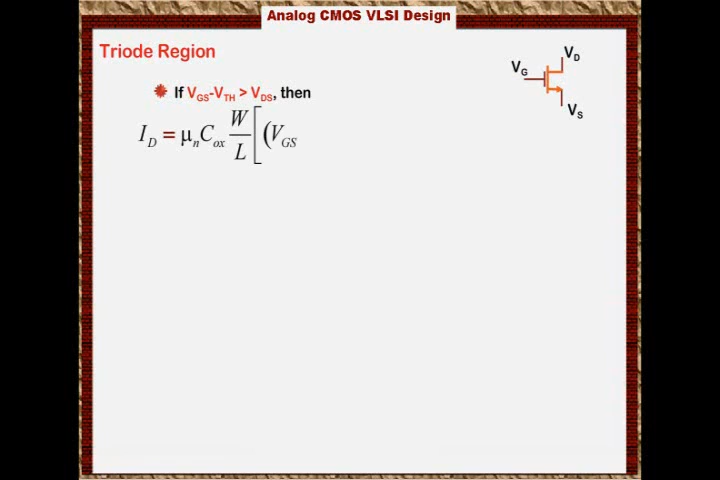 Analog CMOS VLSI Design
Triode Region
V_D
V_G
If V_GS-V_TH > V_DS, then
V_S
I_D = μ_n C_ox W/L [(V_GS